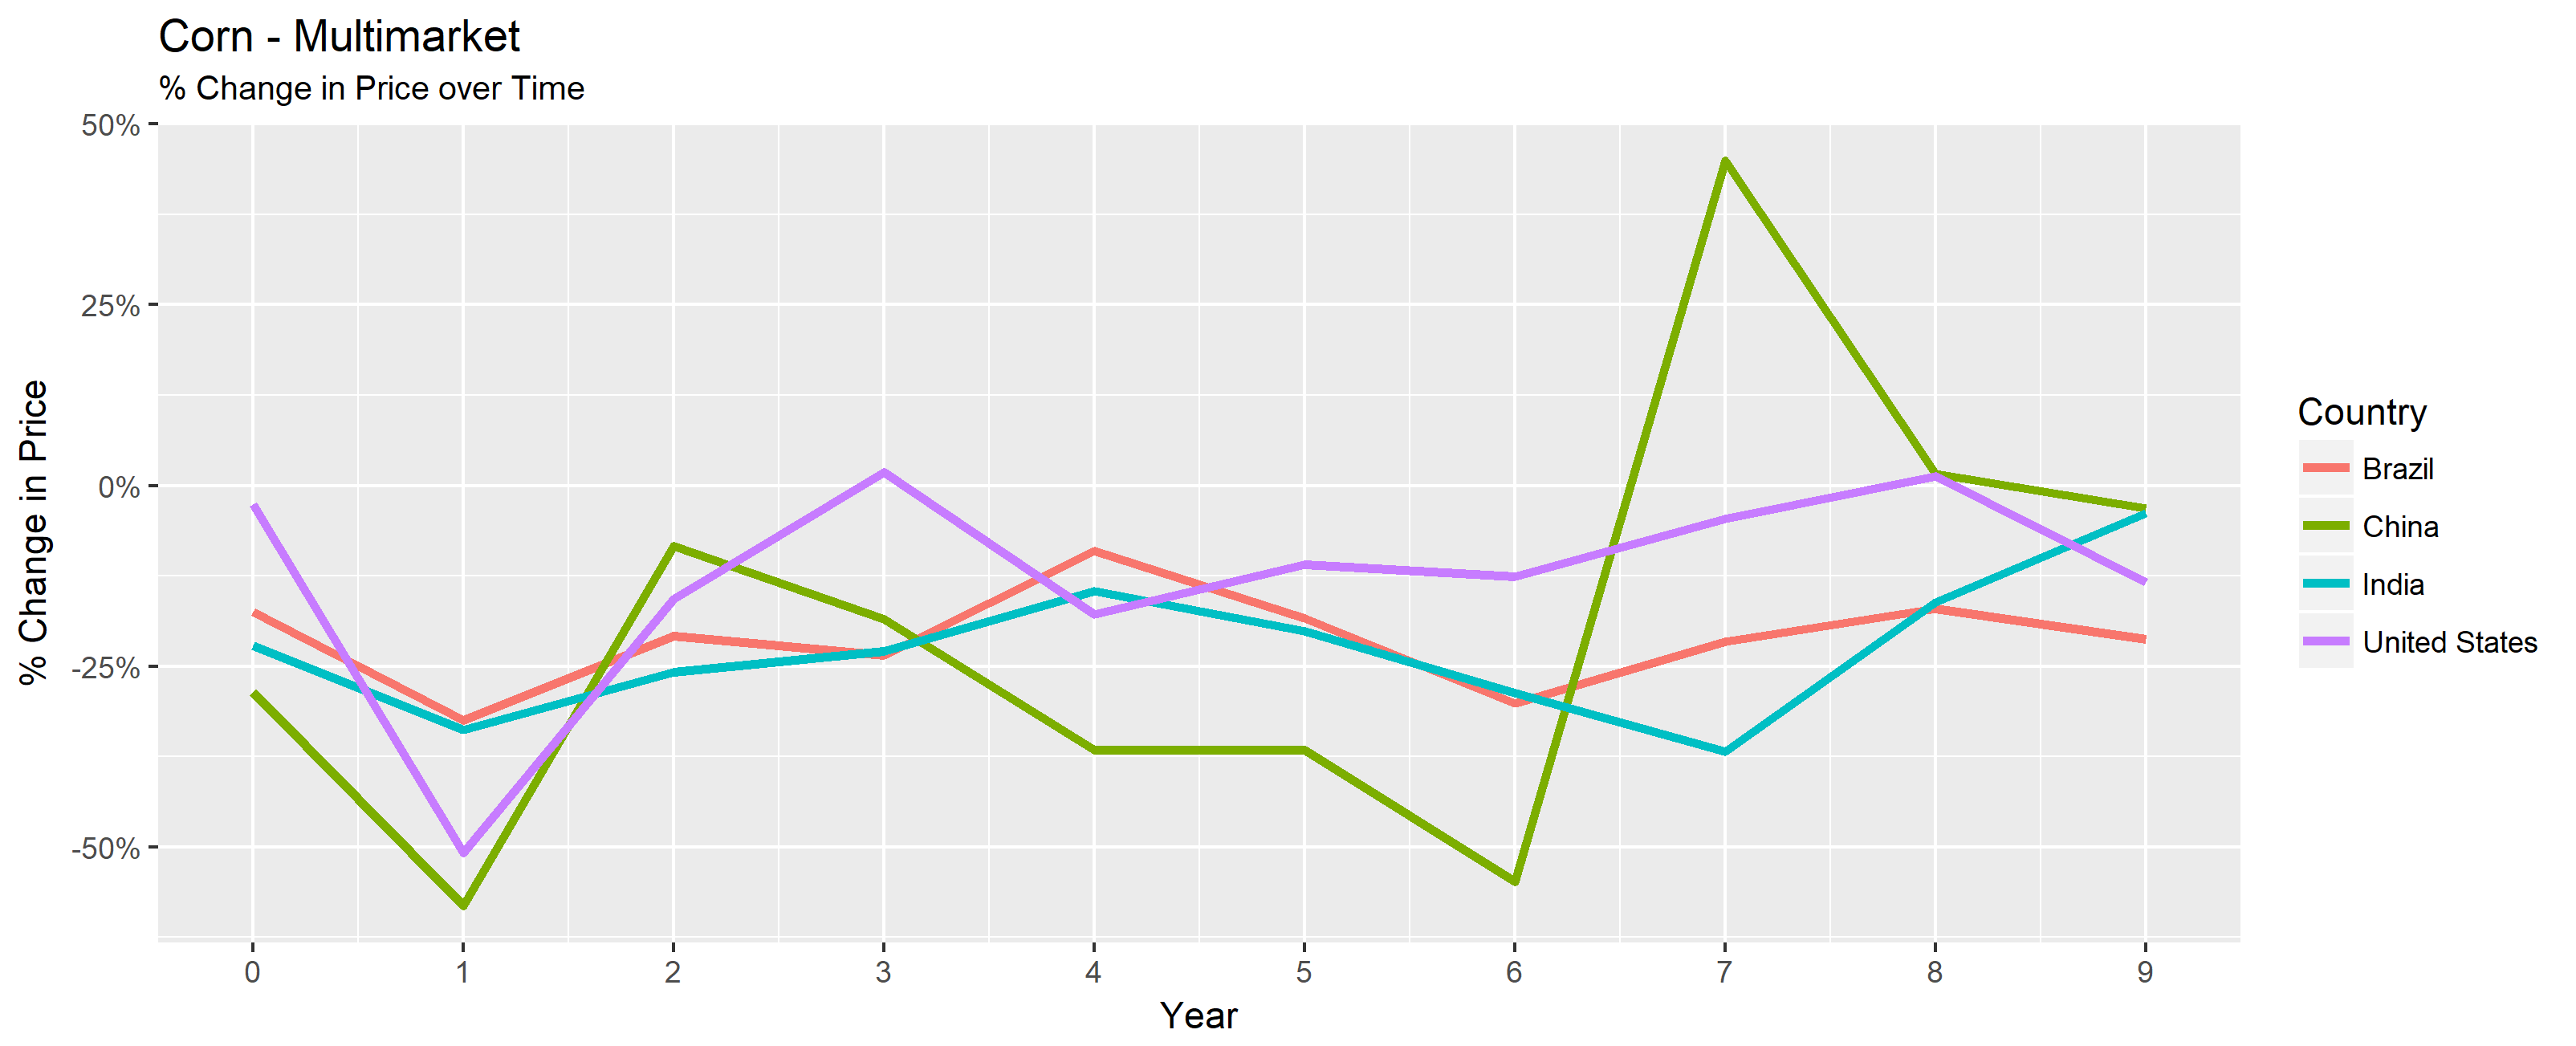 Corn - Multimarket
% Change in Price over Time
50%
25%
0%
-25%
-50%
% Change in Price
0 1 2 3 4 5 6 7 8 9
Year
Country
Brazil
China
India
United States